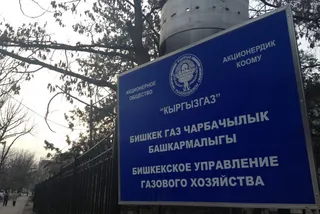 АКЦИОНЕРНОЕ ОБЩЕСТВО
АКЦИОНЕРДИК КООМУ
"КЫРГЫЗГАЗ"
БИШКЕК ГАЗ ЧАРБАЧЫЛЫК
БАШКАРМАЛЫГЫ
БИШКЕКСКОЕ УПРАВЛЕНИЕ
ГАЗОВОГО ХОЗЯЙСТВА